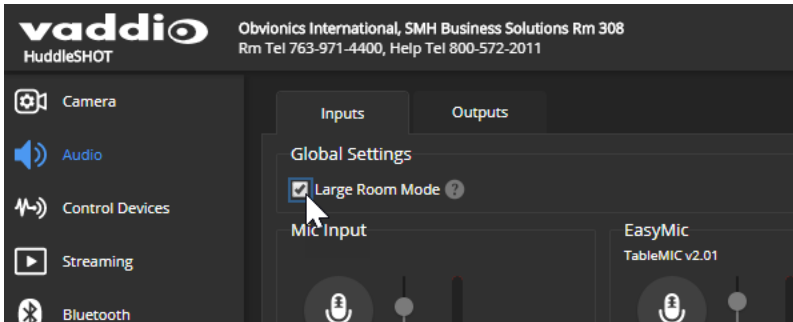 vaddio
HuddleSHOT
Obvionics International, SMH Business Solutions Rm 308
Rm Tel 763-971-4400, Help Tel 800-572-2011
Camera
Audio
Control Devices
Streaming
Bluetooth
Inputs
Outputs
Global Settings
Large Room Mode ?
Mic Input
EasyMic
TableMIC v2.01